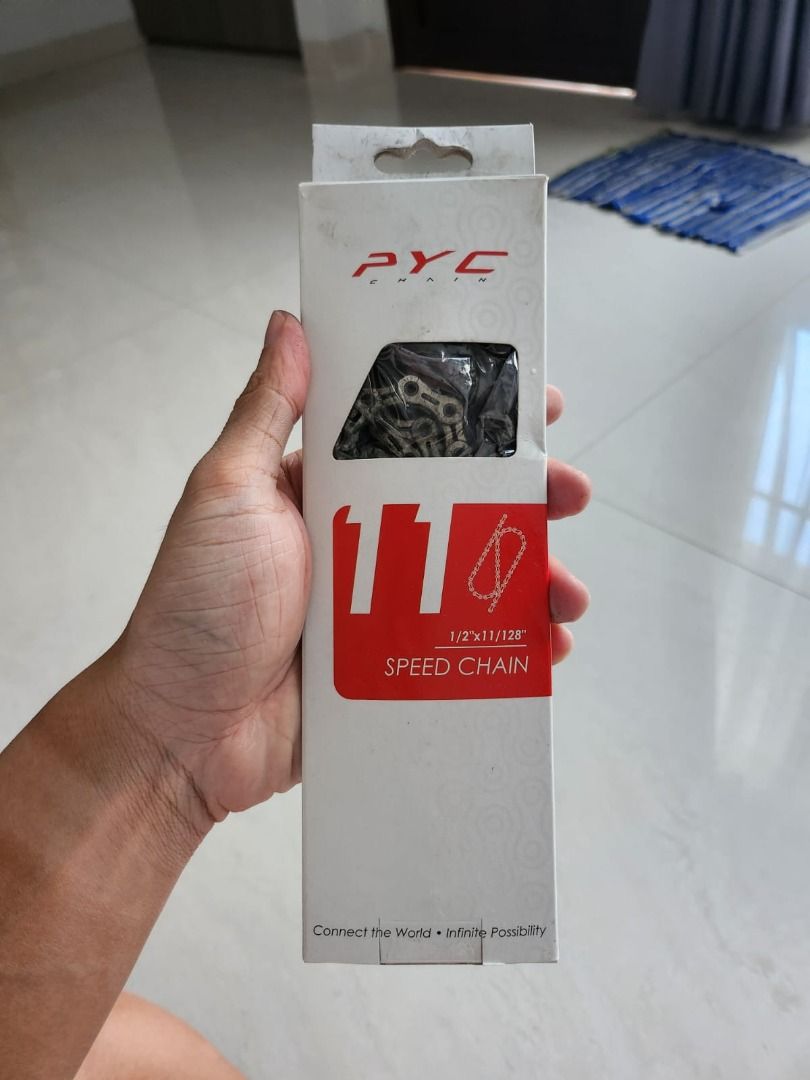 PYC
CHAIN
11
1/2"x11/128"
SPEED CHAIN
Connect the World • Infinite Possibility